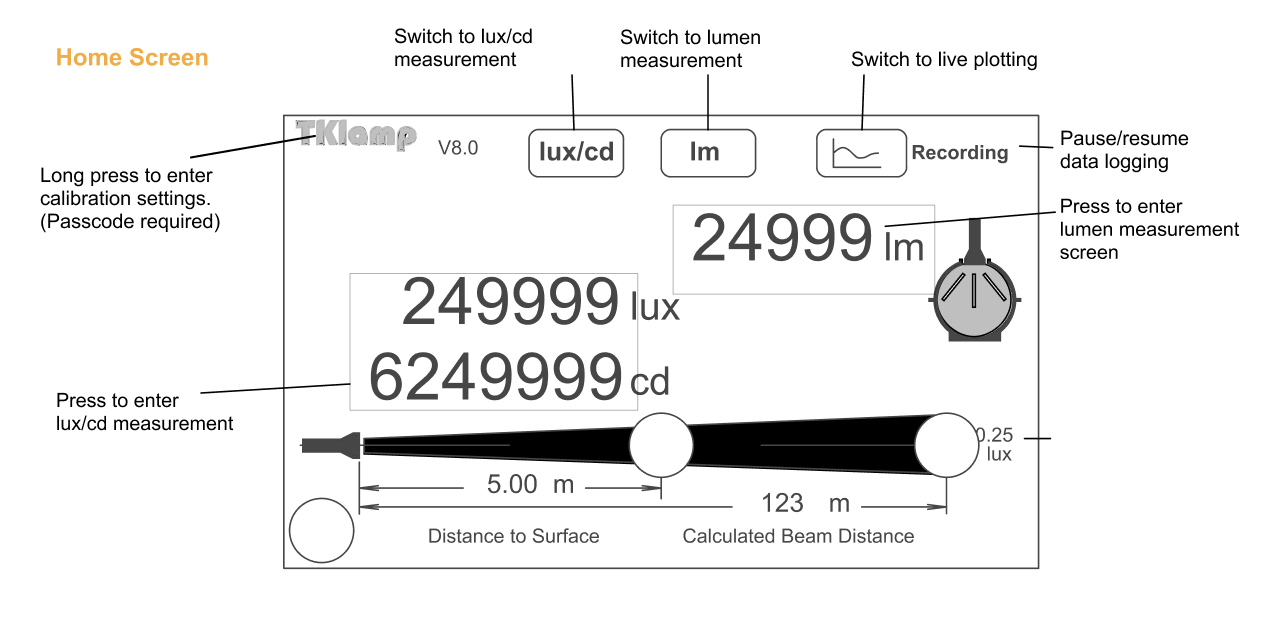 Home Screen
Switch to lux/cd
measurement
Switch to lumen
measurement
Switch to live plotting
TKlamp
V8.0
lux/cd
lm
Recording
Pause/resume
data logging
Long press to enter
calibration settings.
(Passcode required)
Press to enter
lumen measurement
screen
24999 lm
249999 lux
6249999 cd
Press to enter
lux/cd measurement
0.25
lux
5.00 m
123 m
Distance to Surface
Calculated Beam Distance